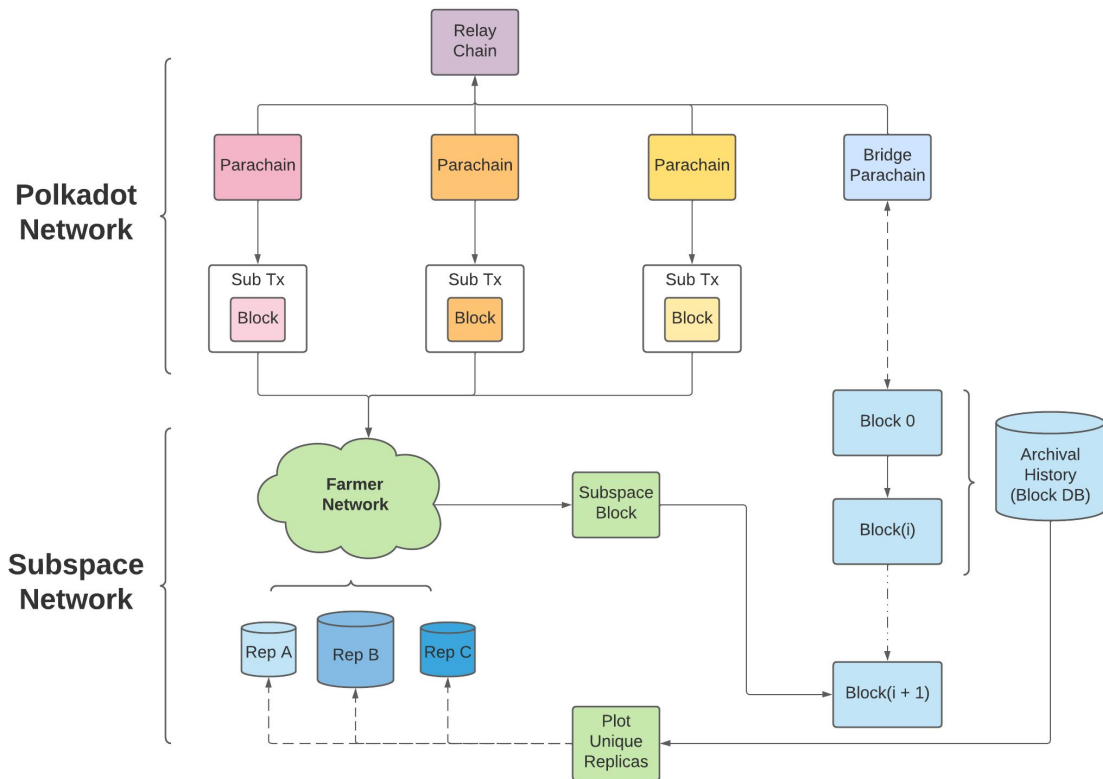 Relay
Chain
Polkadot
Network
Parachain
Parachain
Parachain
Bridge
Parachain
Sub Tx
Block
Sub Tx
Block
Sub Tx
Block
Subspace
Network
Farmer
Network
Subspace
Block
Block 0
Block(i)
Archival
History
(Block DB)
Rep A
Rep B
Rep C
Block(i + 1)
Plot
Unique
Replicas